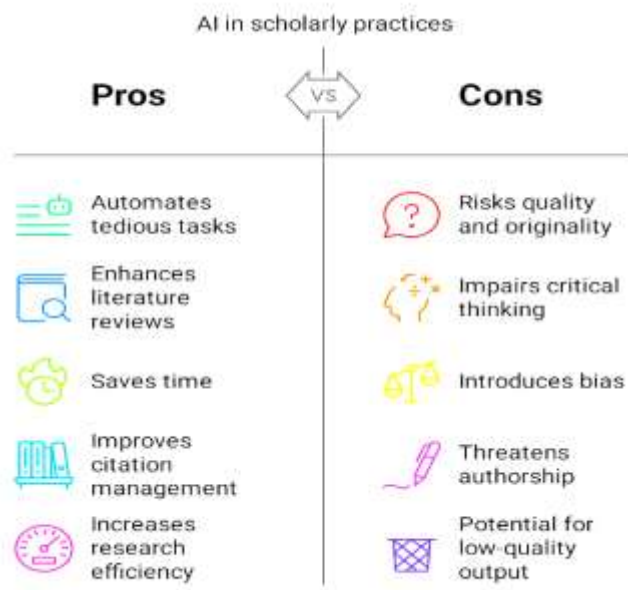 AI in scholarly practices
Pros
VS
Cons
Automates
tedious tasks
Enhances
literature
reviews
Saves time
Improves
citation
management
Increases
research
efficiency
?
Risks quality
and originality
Impairs critical
thinking
Introduces bias
Threatens
authorship
Potential for
low-quality
output